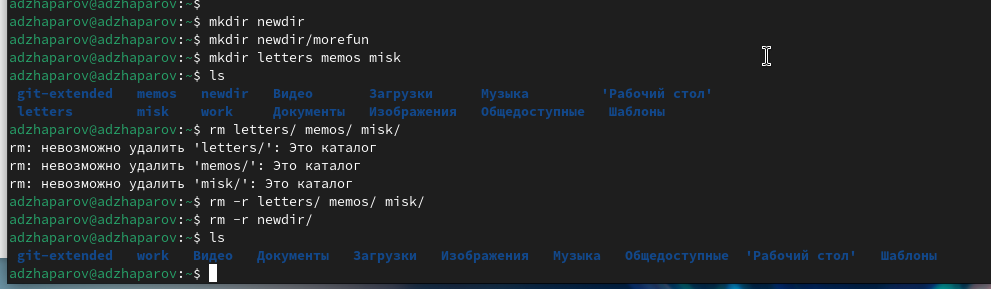 adzhaparov@adzhaparov:~$
adzhaparov@adzhaparov:~$ mkdir newdir
adzhaparov@adzhaparov:~$ mkdir newdir/morefun
adzhaparov@adzhaparov:~$ mkdir letters memos misk
adzhaparov@adzhaparov:~$ ls
git-extended memos newdir Видео Загрузки Музыка 'Рабочий стол'
letters misk work Документы Изображения Общедоступные Шаблоны
adzhaparov@adzhaparov:~$ rm letters/ memos/ misk/
rm: невозможно удалить 'letters/': Это каталог
rm: невозможно удалить 'memos/': Это каталог
rm: невозможно удалить 'misk/': Это каталог
adzhaparov@adzhaparov:~$ rm -r letters/ memos/ misk/
adzhaparov@adzhaparov:~$ rm -r newdir/
adzhaparov@adzhaparov:~$ ls
git-extended work Видео Документы Загрузки Изображения Музыка Общедоступные 'Рабочий стол' Шаблоны
adzhaparov@adzhaparov:~$